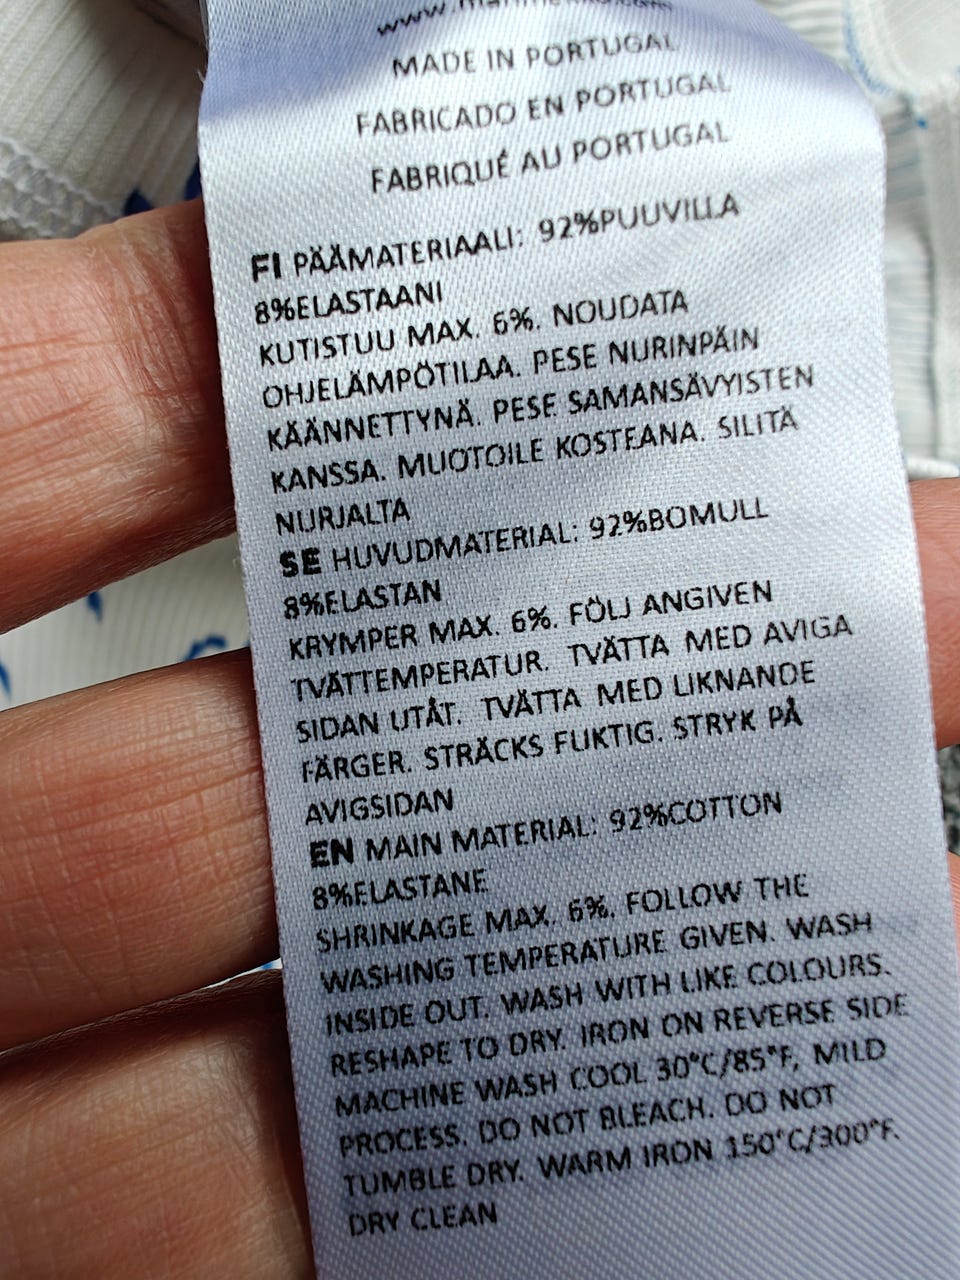 MADE IN PORTUGAL
FABRICADO EN PORTUGAL
FABRIQUÉ AU PORTUGAL
FI PÄÄMATERIAALI: 92%PUUVILLA
8%ELASTAANI
KUTISTUU MAX. 6%. NOUDATA
OHJELÄMPÖTILAA. PESE NURINPÄIN
KÄÄNNETTYNÄ. PESE SAMANSÄVYISTEN
KANSSA. MUOTOILE KOSTEANA. SILITÄ
NURJALTA
SE HUVUDMATERIAL: 92%BOMULL
8%ELASTAN
KRYMPER MAX. 6%. FÖLJ ANGIVEN
TVÄTTEMPERATUR. TVÄTTA MED AVIGA
SIDAN UTÅT. TVÄTTA MED LIKNANDE
FÄRGER. STRÄCKS FUKTIG. STRYK PÅ
AVIGSIDAN
EN MAIN MATERIAL: 92%COTTON
8%ELASTANE
SHRINKAGE MAX. 6%. FOLLOW THE
WASHING TEMPERATURE GIVEN. WASH
INSIDE OUT. WASH WITH LIKE COLOURS.
RESHAPE TO DRY. IRON ON REVERSE SIDE
MACHINE WASH COOL 30°C/85°F, MILD
PROCESS. DO NOT BLEACH. DO NOT
TUMBLE DRY. WARM IRON 150°C/300°F.
DRY CLEAN